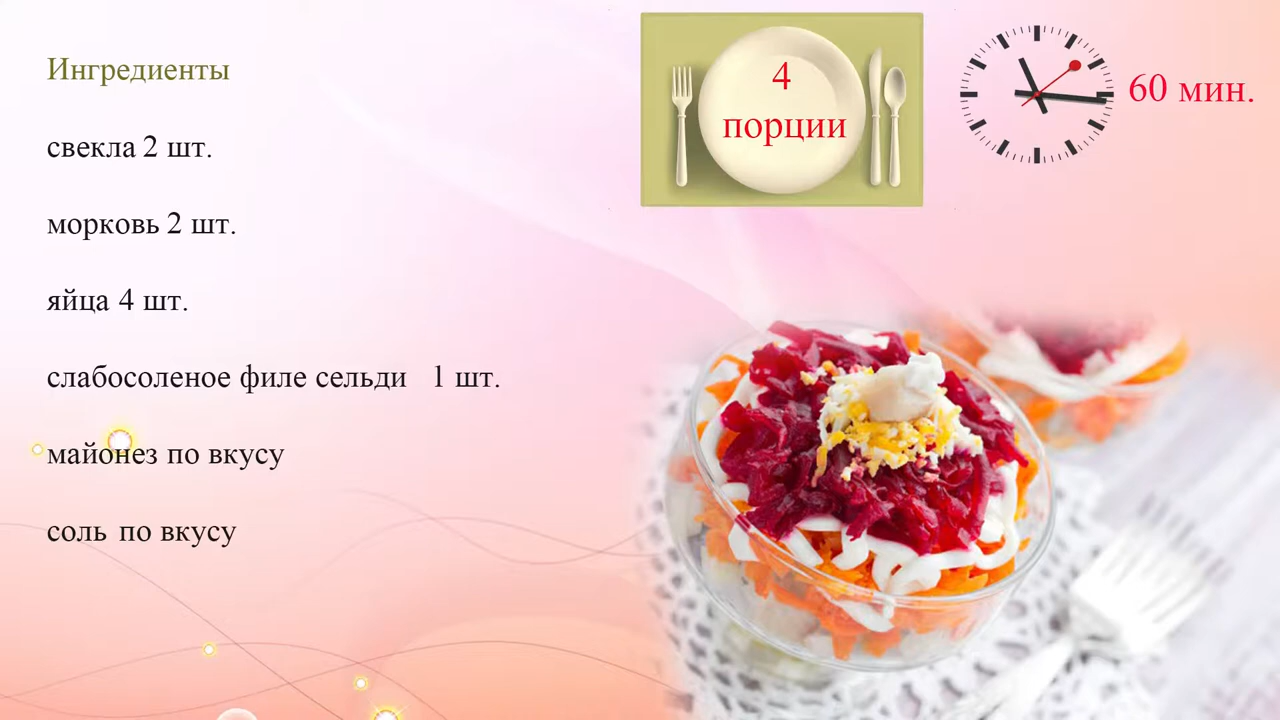 Ингредиенты
свекла 2 шт.
морковь 2 шт.
яйца 4 шт.
слабосоленое филе сельди 1 шт.
майонез по вкусу
соль по вкусу
4
порции
60 мин.